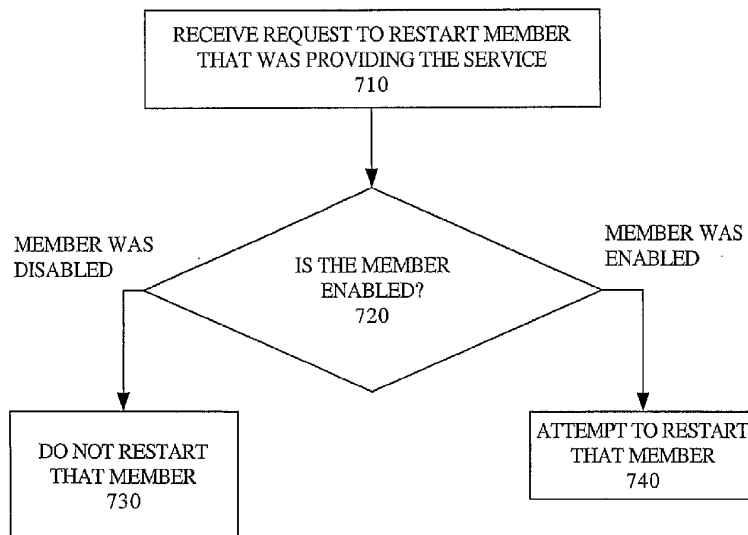 RECEIVE REQUEST TO RESTART MEMBER
THAT WAS PROVIDING THE SERVICE
710
MEMBER WAS
DISABLED
IS THE MEMBER
ENABLED?
720
MEMBER WAS
ENABLED
DO NOT RESTART
THAT MEMBER
730
ATTEMPT TO RESTART
THAT MEMBER
740